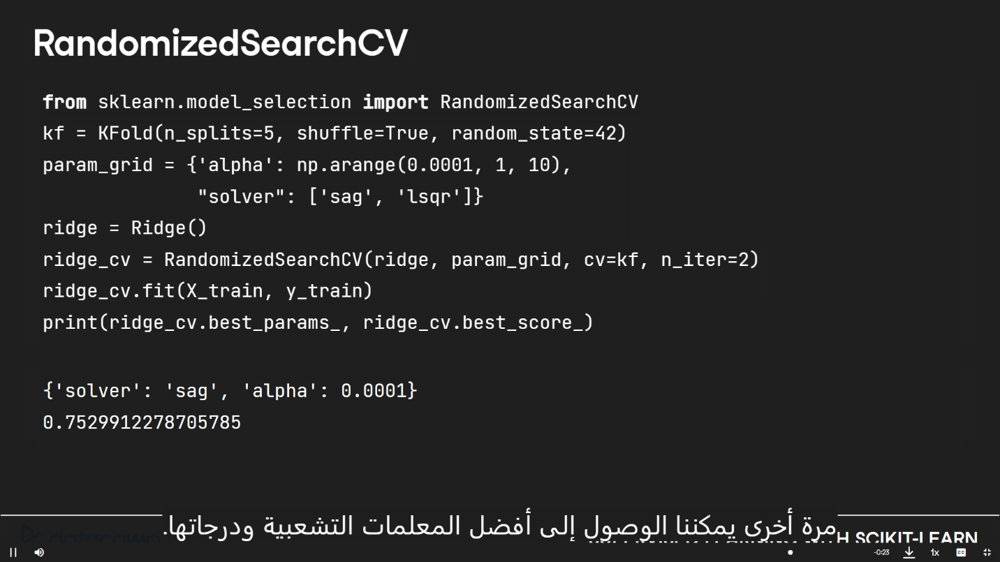 RandomizedSearchCV
from sklearn.model_selection import RandomizedSearchCV
kf = KFold(n_splits=5, shuffle=True, random_state=42)
param_grid = {'alpha': np.arange(0.0001, 1, 10),
"solver": ['sag', 'lsqr']}
ridge = Ridge()
ridge_cv = RandomizedSearchCV(ridge, param_grid, cv=kf, n_iter=2)
ridge_cv.fit(X_train, y_train)
print(ridge_cv.best_params_, ridge_cv.best_score_)
{'solver': 'sag', 'alpha': 0.0001}
0.7529912278705785
مرة أخرى يمكننا الوصول إلى أفضل المعلمات التشعبية ودرجاتها.
datacamp
SCIKIT-LEARN
-0:23
1x
CC